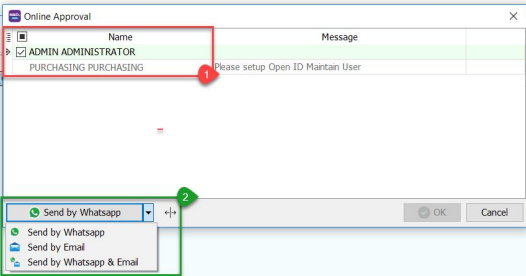 Online Approval
Name Message
ADMIN ADMINISTRATOR
PURCHASING PURCHASING Please setup Open ID Maintain User
1
2
Send by Whatsapp OK Cancel
Send by Whatsapp
Send by Email
Send by Whatsapp & Email